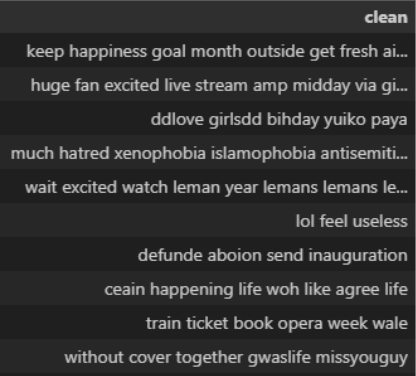 clean
keep happiness goal month outside get fresh ai...
huge fan excited live stream amp midday via gi...
ddlove girlsdd bihday yuiko paya
much hatred xenophobia islamophobia antisemiti...
wait excited watch leman year lemans lemans le...
lol feel useless
defunde aboion send inauguration
ceain happening life woh like agree life
train ticket book opera week wale
without cover together gwaslife missyouguy